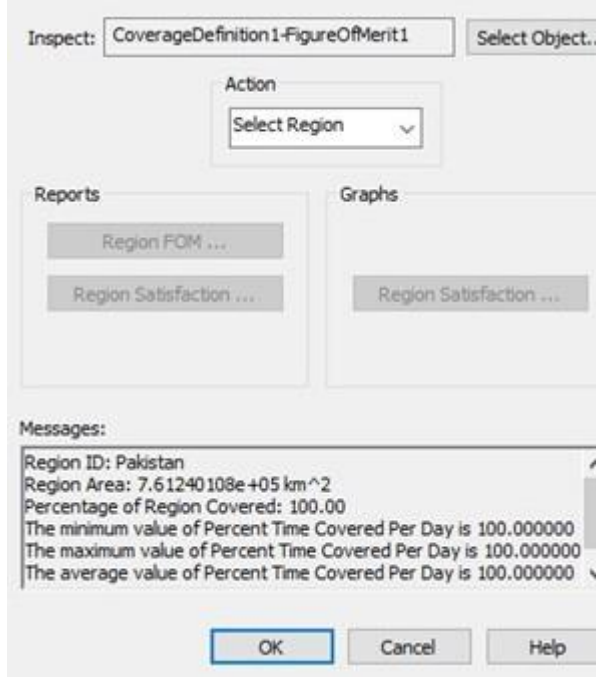 Inspect: CoverageDefinition1-FigureOfMerit1 Select Object..
Action
Select Region
Reports Graphs
Region FOM ...
Region Satisfaction ... Region Satisfaction ...
Messages:
Region ID: Pakistan
Region Area: 7.61240108e+05 km^2
Percentage of Region Covered: 100.00
The minimum value of Percent Time Covered Per Day is 100.000000
The maximum value of Percent Time Covered Per Day is 100.000000
The average value of Percent Time Covered Per Day is 100.000000
OK Cancel Help